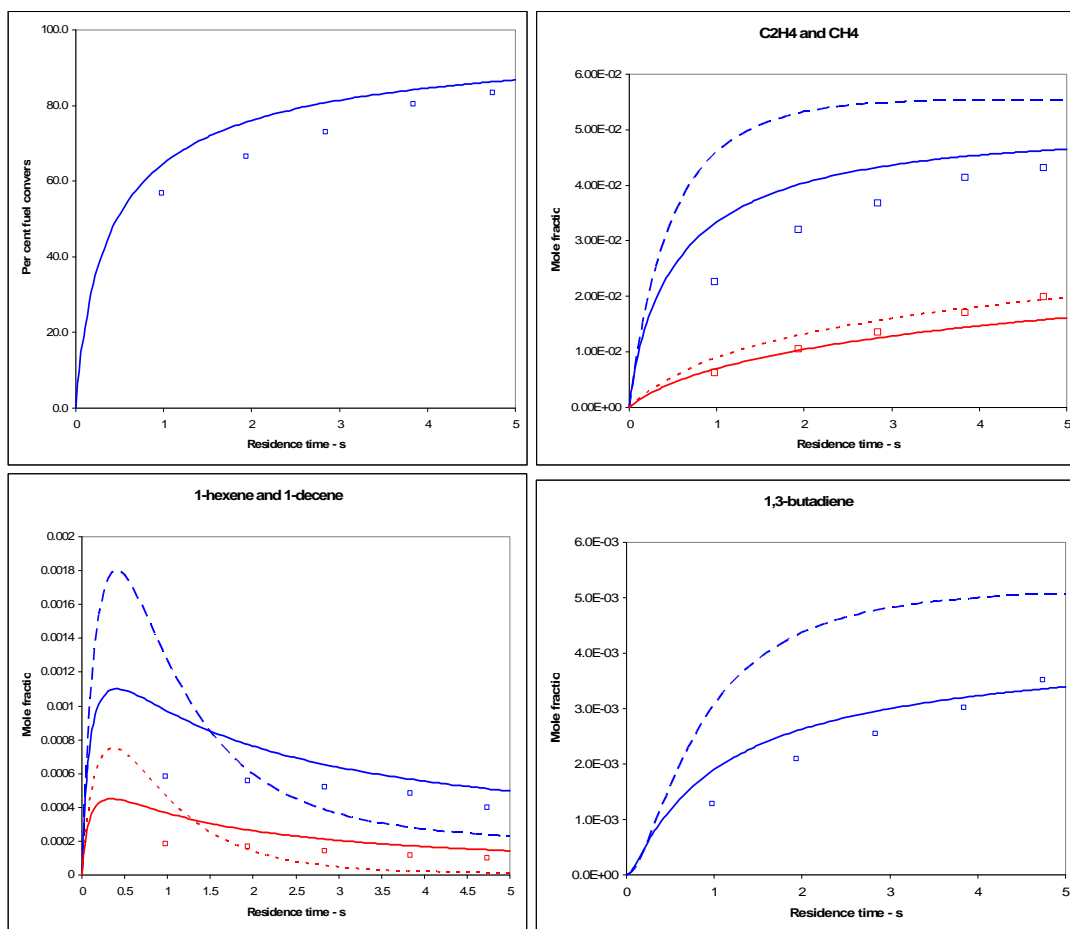 Per cent fuel convers
100.0
80.0
60.0
40.0
20.0
0.0
0 1 2 3 4 5
Residence time - s
C2H4 and CH4
Mole fractic
6.00E-02
5.00E-02
4.00E-02
3.00E-02
2.00E-02
1.00E-02
0.00E+00
0 1 2 3 4 5
Residence time - s
1-hexene and 1-decene
Mole fractic
0.002
0.0018
0.0016
0.0014
0.0012
0.001
0.0008
0.0006
0.0004
0.0002
0
0 0.5 1 1.5 2 2.5 3 3.5 4 4.5 5
Residence time - s
1,3-butadiene
Mole fractic
6.0E-03
5.0E-03
4.0E-03
3.0E-03
2.0E-03
1.0E-03
0.0E+00
0 1 2 3 4 5
Residence time - s